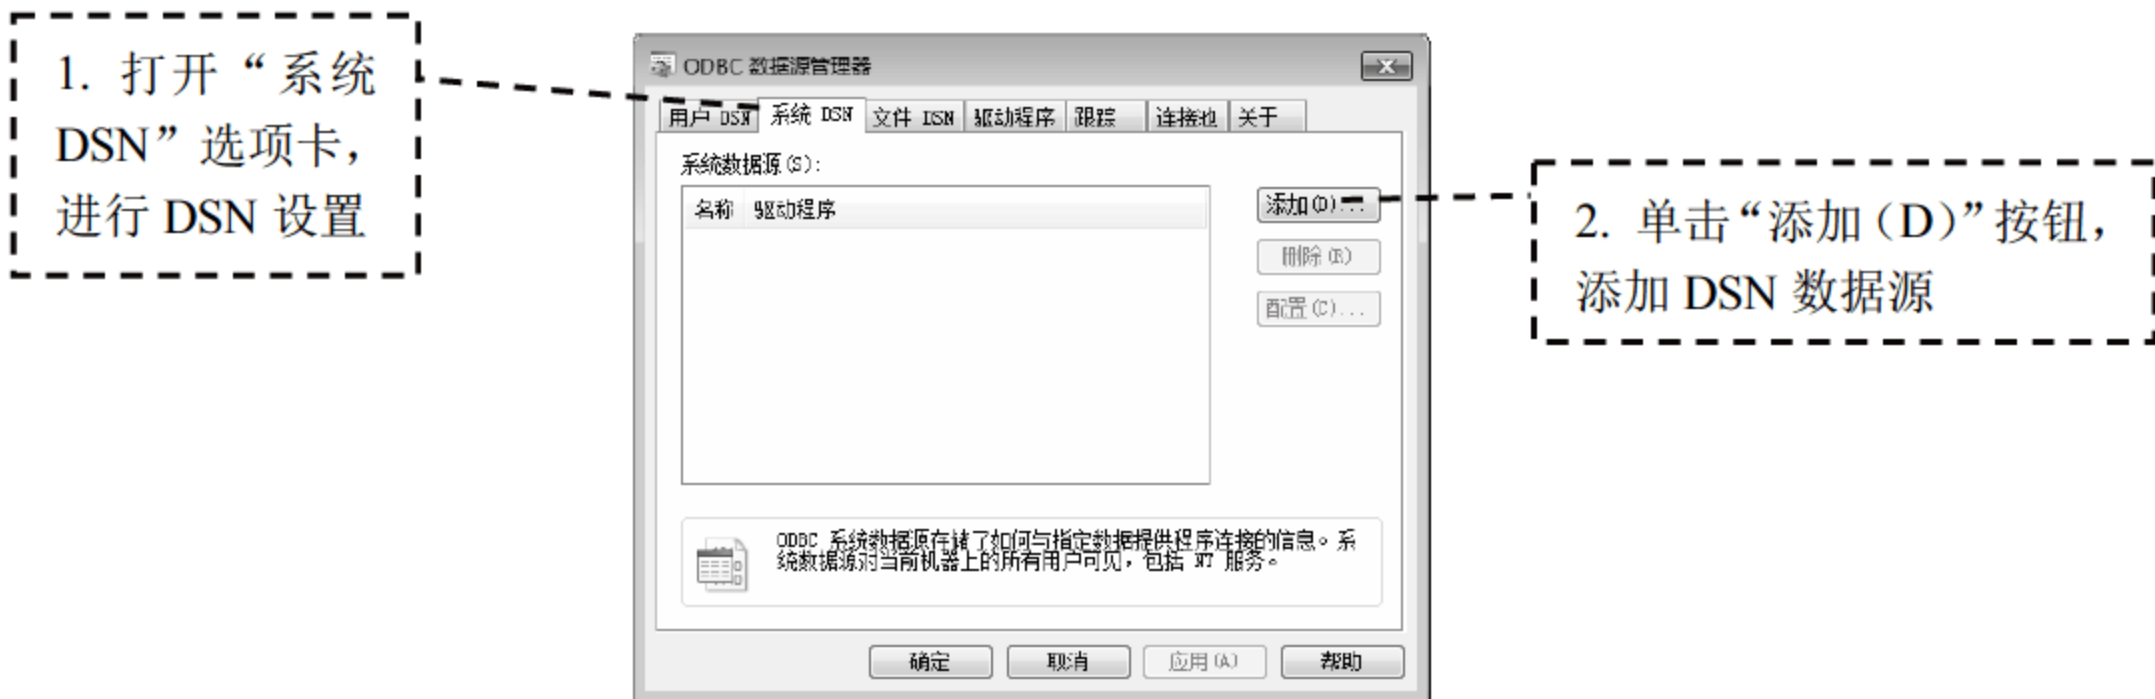 1. 打开“系统
DSN”选项卡，
进行 DSN 设置
ODBC 数据源管理器
用户 DSN 系统 DSN 文件 DSN 驱动程序 跟踪 连接池 关于
系统数据源(S):
名称 驱动程序
添加(D)...
删除(R)
配置(C)...
2. 单击“添加（D）”按钮，
添加 DSN 数据源
ODBC 系统数据源存储了如何与指定数据提供程序连接的信息。系
统数据源对当前机器上的所有用户可见，包括 NT 服务。
确定 取消 应用(A) 帮助